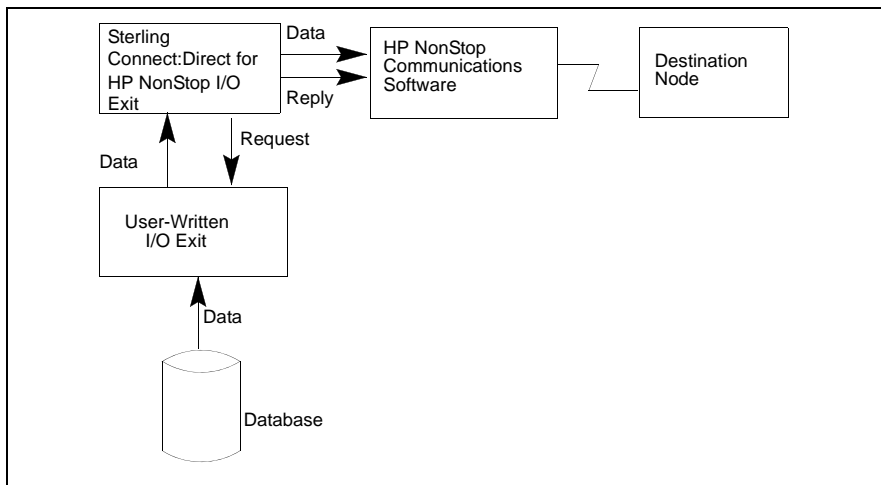 Sterling
Connect:Direct for
HP NonStop I/O
Exit
Data
Reply
HP NonStop
Communications
Software
Destination
Node
Data
Request
User-Written
I/O Exit
Data
Database